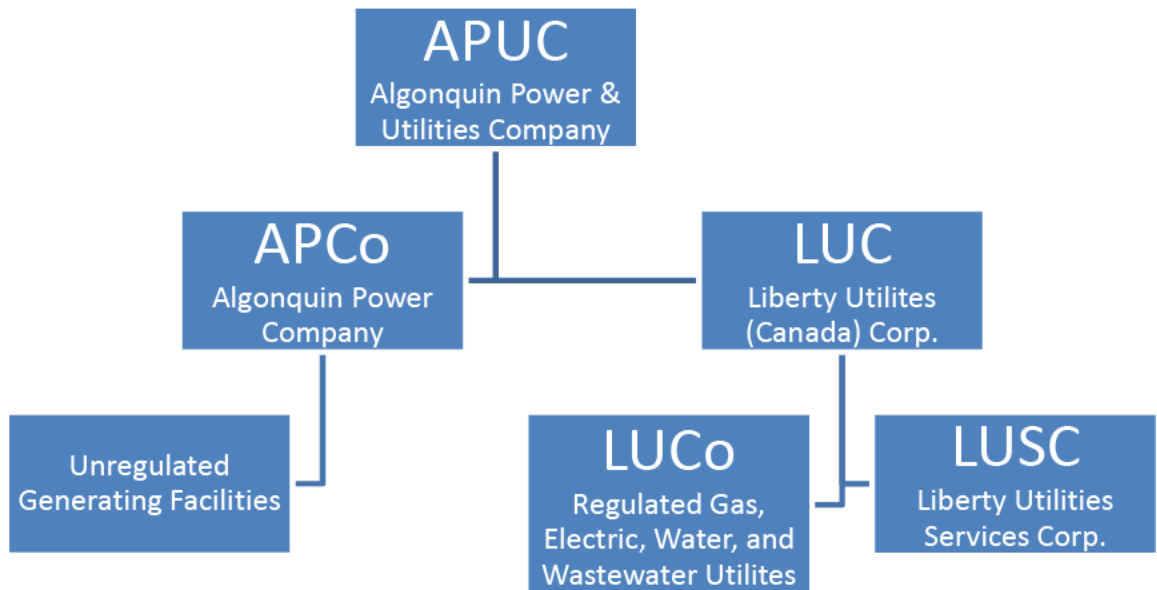 APUC
Algonquin Power &
Utilities Company
APCo
Algonquin Power
Company
LUC
Liberty Utilites
(Canada) Corp.
Unregulated
Generating Facilities
LUCo
Regulated Gas,
Electric, Water, and
Wastewater Utilites
LUSC
Liberty Utilities
Services Corp.